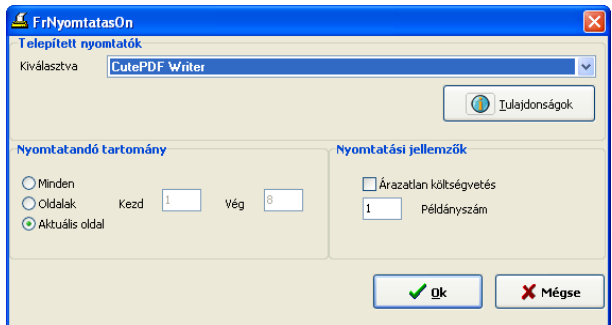 FrNyomtatasOn
Telepített nyomtatók
Kiválasztva CutePDF Writer
Tulajdonságok
Nyomtatandó tartomány
Minden
Oldalak Kezd 1 Vég 8
Aktuális oldal
Nyomtatási jellemzők
Árazatlan költségvetés
1 Példányszám
Ok Mégse